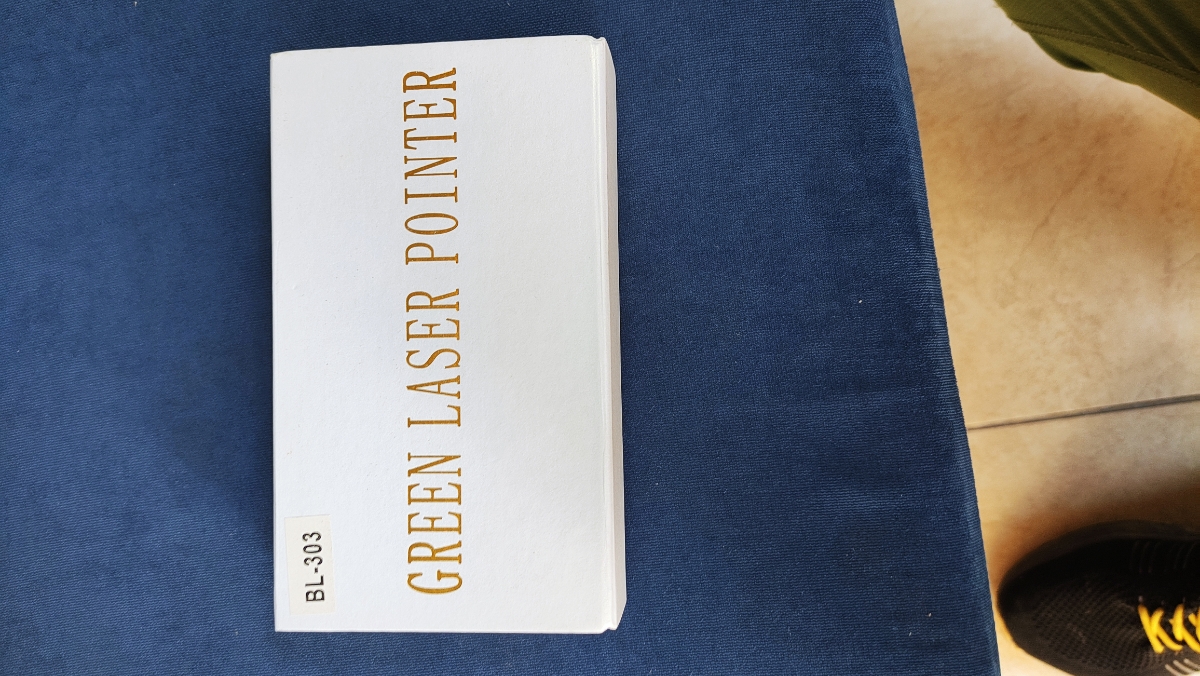 GREEN LASER POINTER
BL-303